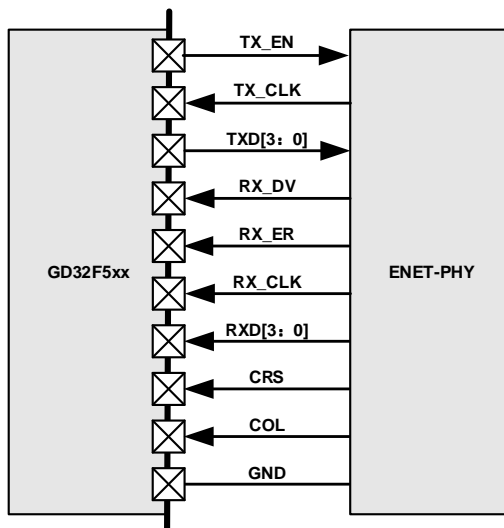 TX_EN
TX_CLK
TXD[3：0]
RX_DV
RX_ER
GD32F5xx
ENET-PHY
RX_CLK
RXD[3：0]
CRS
COL
GND